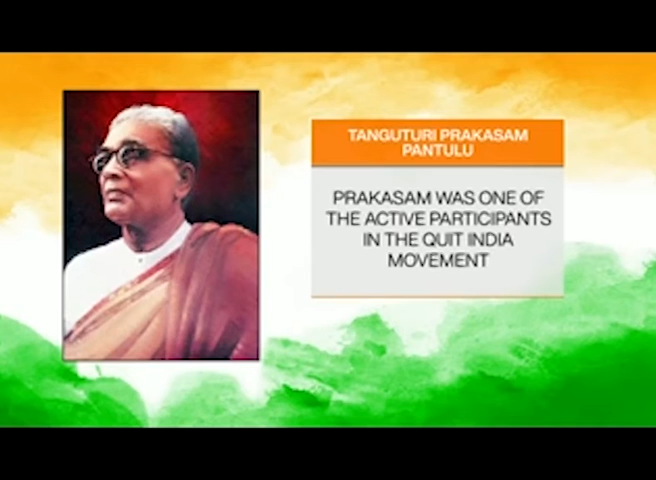 TANGUTURI PRAKASAM
PANTULU
PRAKASAM WAS ONE OF
THE ACTIVE PARTICIPANTS
IN THE QUIT INDIA
MOVEMENT